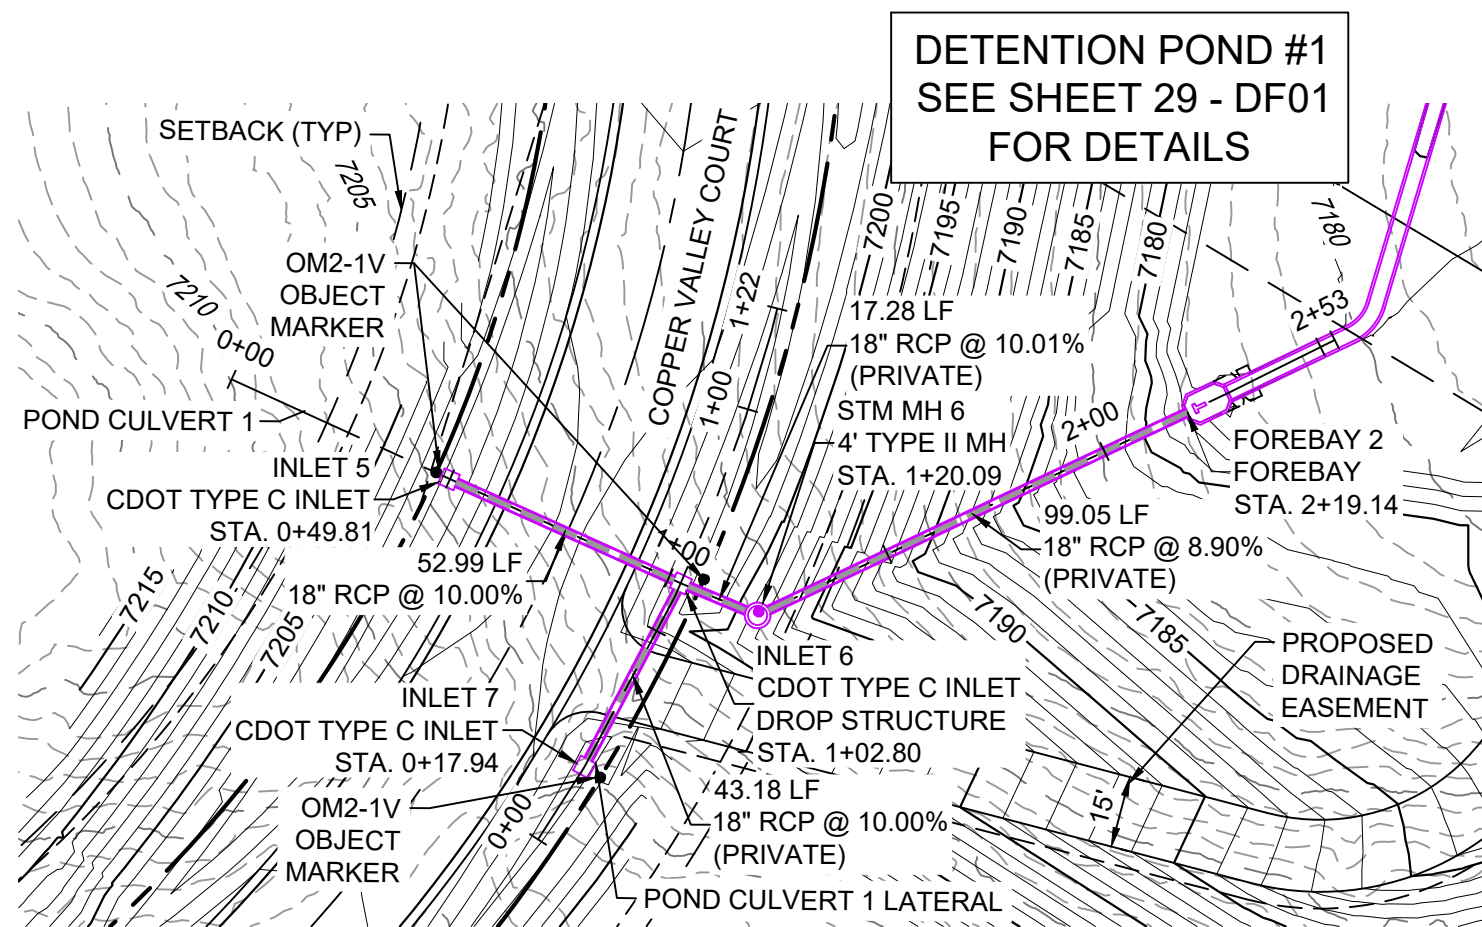 DETENTION POND #1
SEE SHEET 29 - DF01
FOR DETAILS
SETBACK (TYP)
7205
OM2-1V
OBJECT
MARKER
7210
0+00
POND CULVERT 1
INLET 5
CDOT TYPE C INLET
STA. 0+49.81
52.99 LF
18" RCP @ 10.00%
COPPER VALLEY COURT
1+22
1+00
7200
7195
7190
7185
7180
7180
17.28 LF
18" RCP @ 10.01%
(PRIVATE)
STM MH 6
4' TYPE II MH
STA. 1+20.09
2+53
2+00
FOREBAY 2
FOREBAY
STA. 2+19.14
99.05 LF
18" RCP @ 8.90%
(PRIVATE)
1+00
7215
7210
7205
INLET 7
CDOT TYPE C INLET
STA. 0+17.94
INLET 6
CDOT TYPE C INLET
DROP STRUCTURE
STA. 1+02.80
7190
7185
PROPOSED
DRAINAGE
EASEMENT
15'
43.18 LF
18" RCP @ 10.00%
(PRIVATE)
OM2-1V
OBJECT
MARKER
0+00
POND CULVERT 1 LATERAL